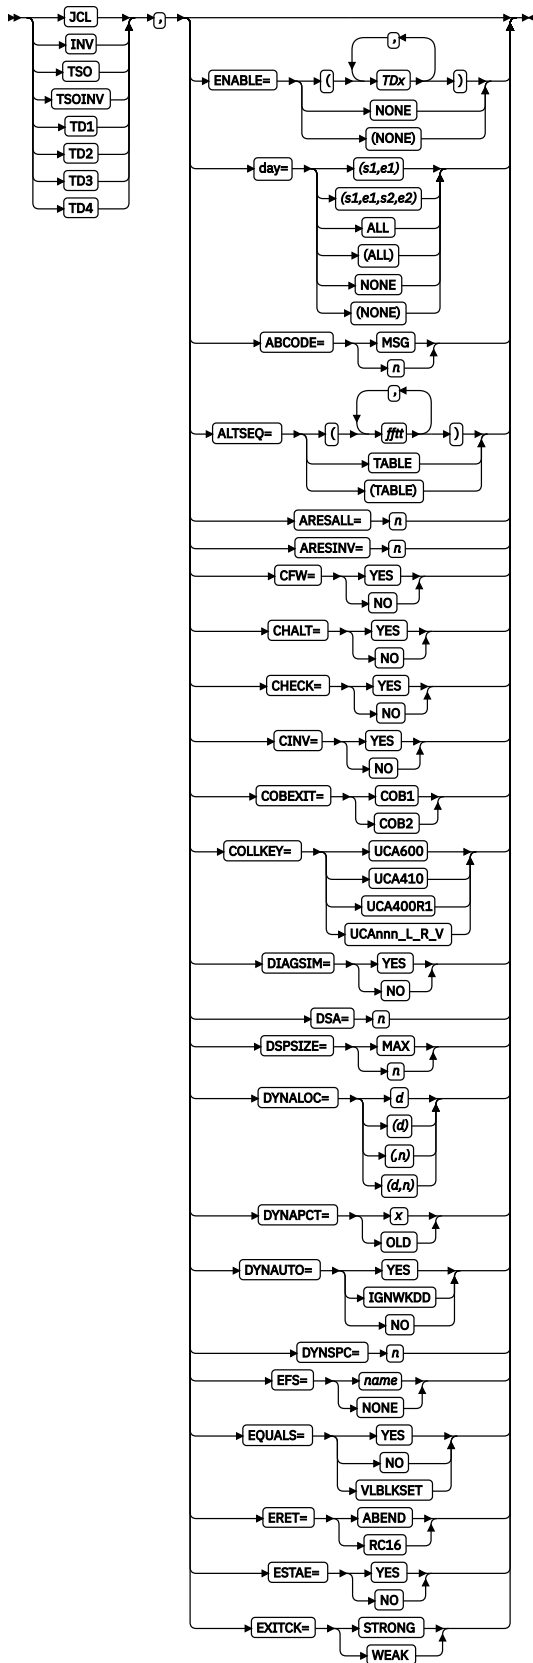 JCL
INV
TSO
TSOINV
TD1
TD2
TD3
TD4
,
ENABLE= ( TDx , )
NONE
(NONE)
day= (s1,e1)
(s1,e1,s2,e2)
ALL
(ALL)
NONE
(NONE)
ABCODE= MSG
n
ALTSEQ= ( fftt , )
TABLE
(TABLE)
ARESALL= n
ARESINV= n
CFW= YES
NO
CHALT= YES
NO
CHECK= YES
NO
CINV= YES
NO
COBEXIT= COB1
COB2
COLLKEY= UCA600
UCA410
UCA400R1
UCAnnn_L_R_V
DIAGSIM= YES
NO
DSA= n
DSPSIZE= MAX
n
DYNALOC= d
(d)
(,n)
(d,n)
DYNAPCT= x
OLD
DYNAUTO= YES
IGNWKDD
NO
DYNSPC= n
EFS= name
NONE
EQUALS= YES
NO
VLBLKSET
ERET= ABEND
RC16
ESTAE= YES
NO
EXITCK= STRONG
WEAK